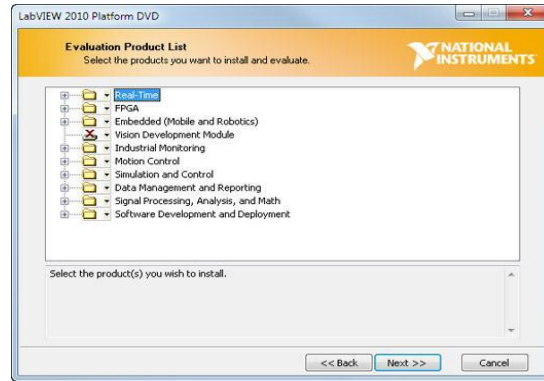 LabVIEW 2010 Platform DVD
Evaluation Product List
Select the products you want to install and evaluate.
NATIONAL
INSTRUMENTS
Real-Time
FPGA
Embedded (Mobile and Robotics)
Vision Development Module
Industrial Monitoring
Motion Control
Simulation and Control
Data Management and Reporting
Signal Processing, Analysis, and Math
Software Development and Deployment
Select the product(s) you wish to install.
<< Back Next >> Cancel